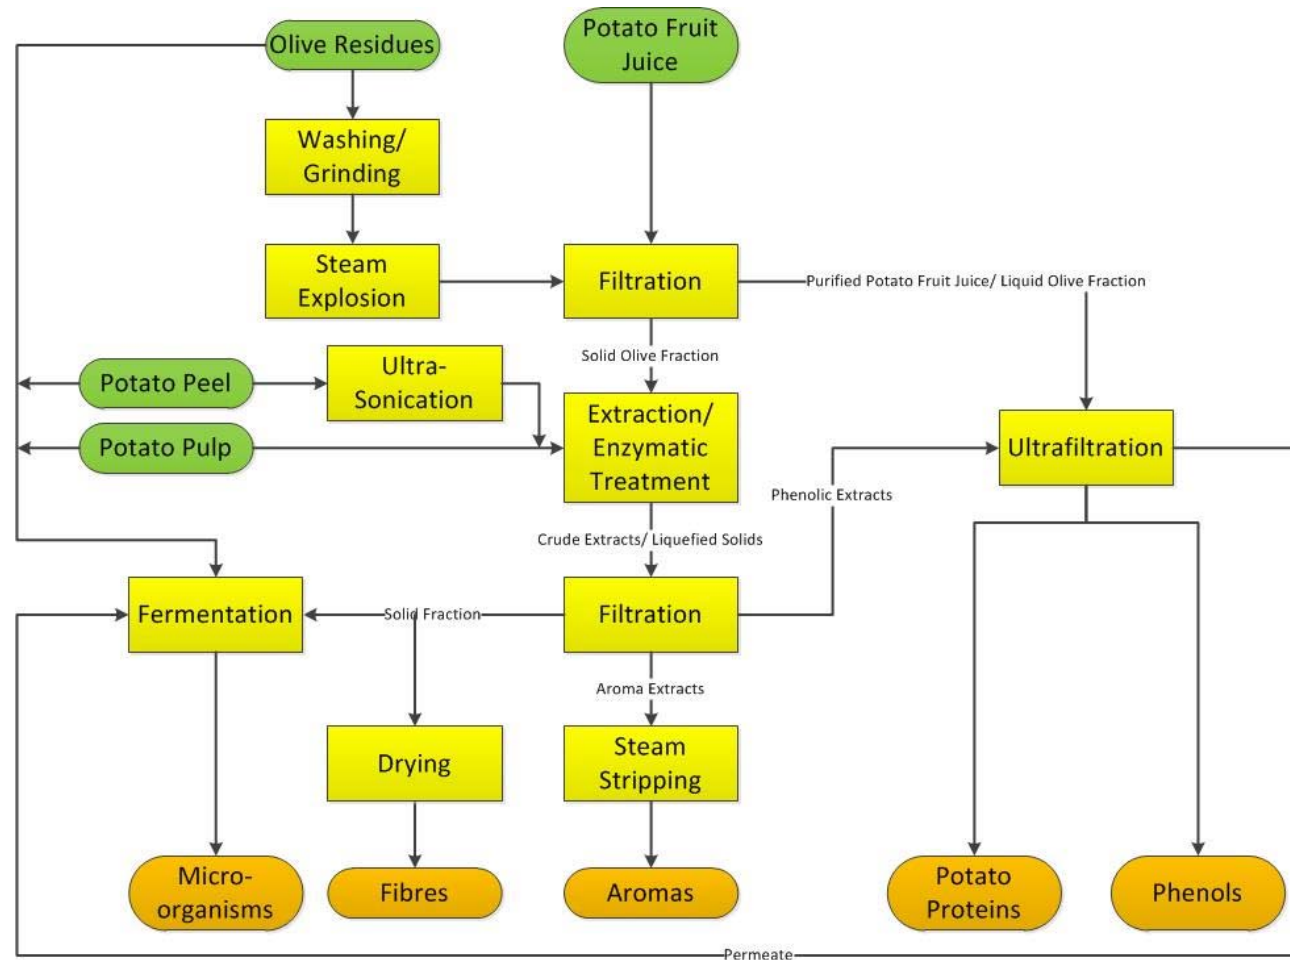 Olive Residues
Potato Fruit
Juice
Washing/
Grinding
Steam
Explosion
Filtration
Purified Potato Fruit Juice/ Liquid Olive Fraction
Solid Olive Fraction
Potato Peel
Ultra-
Sonication
Extraction/
Enzymatic
Treatment
Potato Pulp
Ultrafiltration
Phenolic Extracts
Crude Extracts/ Liquefied Solids
Fermentation
Solid Fraction
Filtration
Aroma Extracts
Drying
Steam
Stripping
Micro-
organisms
Fibres
Aromas
Potato
Proteins
Phenols
Permeate